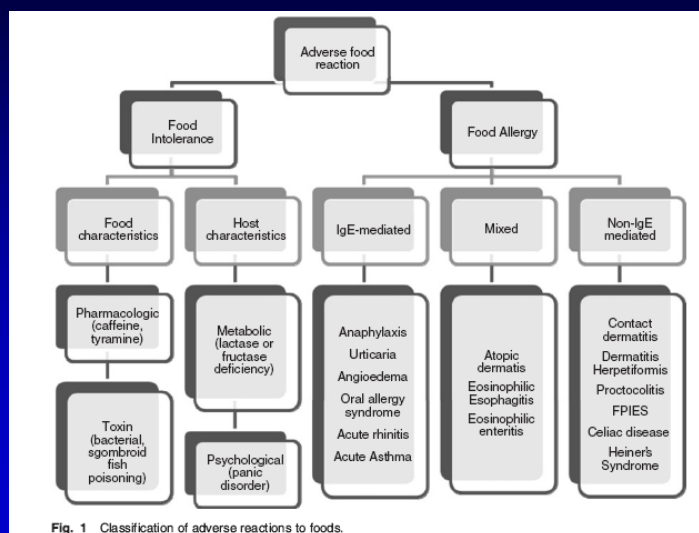 Adverse food
reaction
Food
Intolerance
Food Allergy
Food
characteristics
Host
characteristics
IgE-mediated
Mixed
Non-IgE
mediated
Pharmacologic
(caffeine,
tyramine)
Toxin
(bacterial,
sgombroid
fish
poisoning)
Metabolic
(lactase or
fructase
deficiency)
Psychological
(panic
disorder)
Anaphylaxis
Urticaria
Angioedema
Oral allergy
syndrome
Acute rhinitis
Acute Asthma
Atopic
dermatis
Eosinophilic
Esophagitis
Eosinophilic
enteritis
Contact
dermatitis
Dermatitis
Herpetiformis
Proctocolitis
FPIES
Celiac disease
Heiner's
Syndrome
Fig. 1 Classification of adverse reactions to foods.